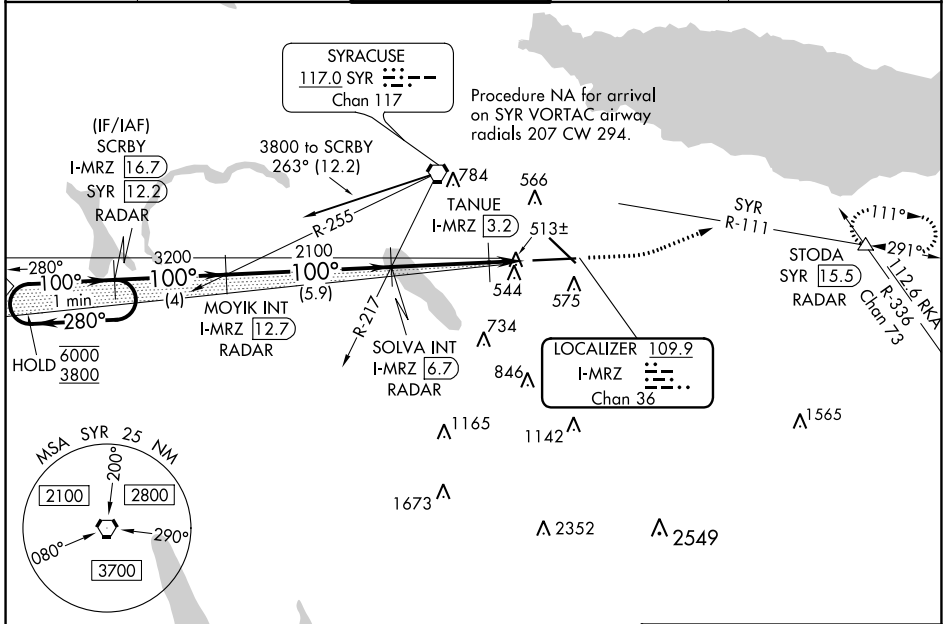 SYRACUSE
117.0 SYR
Chan 117
Procedure NA for arrival
on SYR VORTAC airway
radials 207 CW 294.
(IF/IAF)
SCRBY
I-MRZ 16.7
SYR 12.2
RADAR
3800 to SCRBY
263° (12.2)
R-255
784
566
TANUE
I-MRZ 3.2
513±
SYR
R-111
111°
291°
STODA
SYR 15.5
RADAR
112.6 RKA
R-336
Chan 73
280°
100°
3200
100°
2100
100°
1 min
280°
(4)
(5.9)
HOLD 6000
3800
MOYIK INT
I-MRZ 12.7
RADAR
R-217
SOLVA INT
I-MRZ 6.7
RADAR
544
575
734
846
LOCALIZER 109.9
I-MRZ
Chan 36
1165
1142
1565
1673
2352
2549
MSA SYR 25 NM
200°
2100
2800
080°
290°
3700